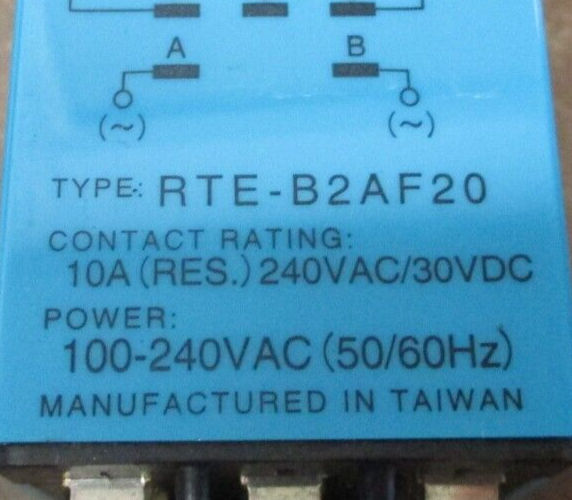 A B
(~) (~)
TYPE: RTE-B2AF20
CONTACT RATING:
10A (RES.) 240VAC/30VDC
POWER:
100-240VAC (50/60Hz)
MANUFACTURED IN TAIWAN